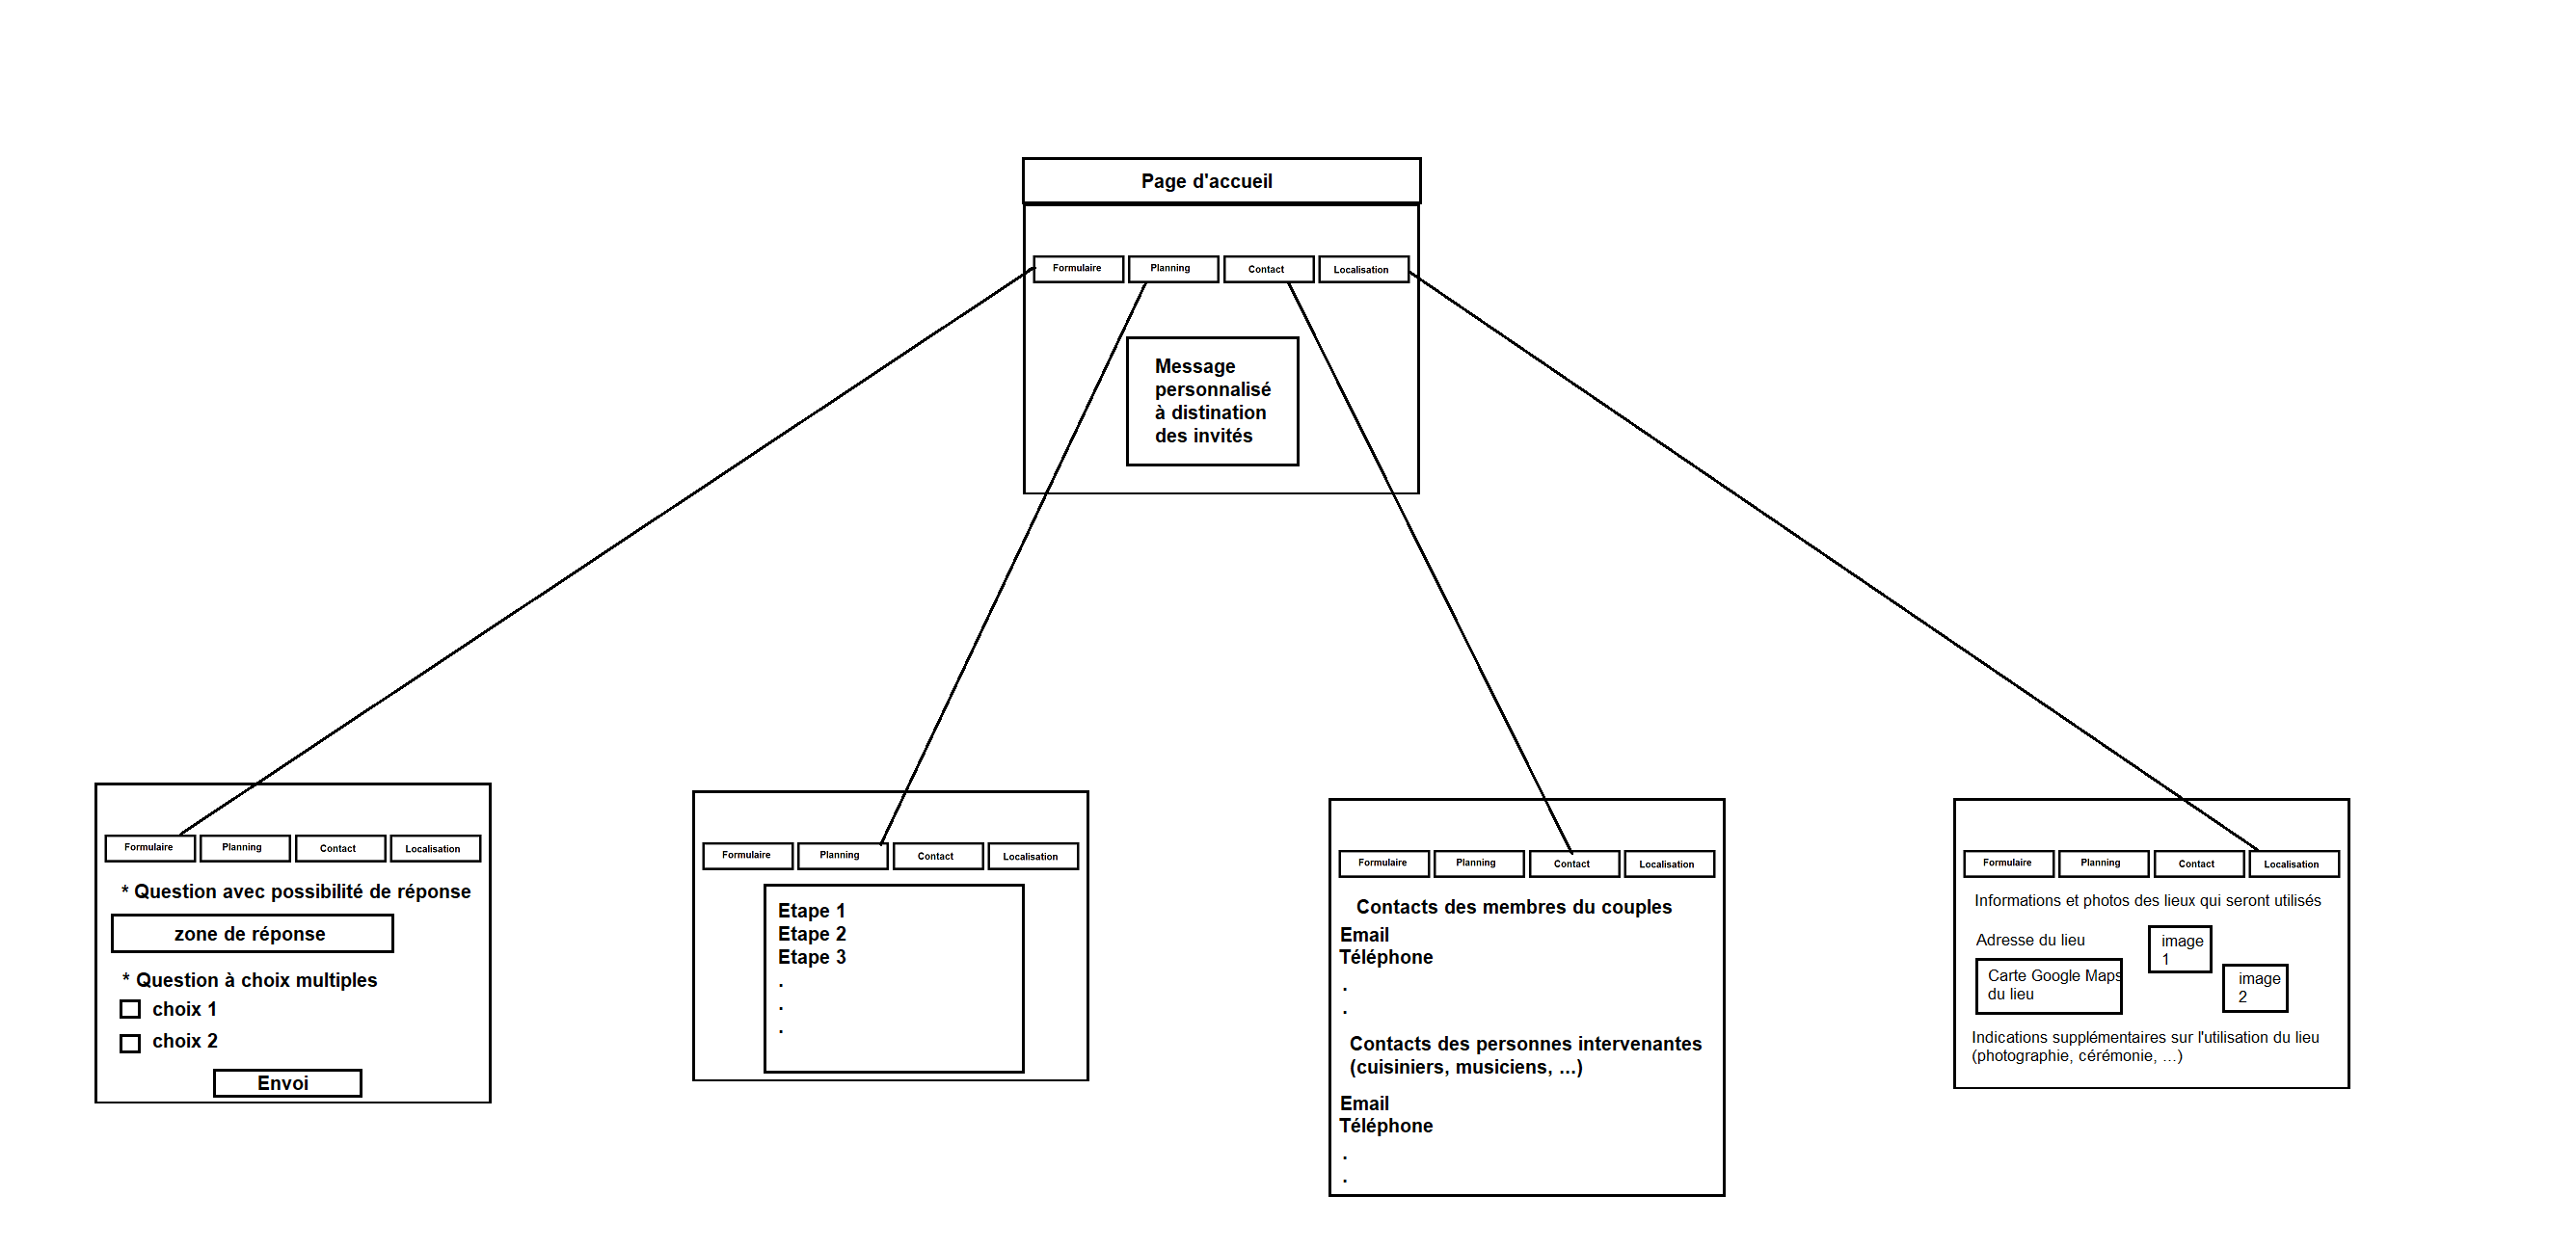 Page d'accueil
Formulaire
Planning
Contact
Localisation
Message
personnalisé
à distination
des invités
Formulaire
Planning
Contact
Localisation
* Question avec possibilité de réponse
zone de réponse
* Question à choix multiples
choix 1
choix 2
Envoi
Formulaire
Planning
Contact
Localisation
Etape 1
Etape 2
Etape 3
.
.
.
Formulaire
Planning
Contact
Localisation
Contacts des membres du couples
Email
Téléphone
.
.
Contacts des personnes intervenantes
(cuisiniers, musiciens, ...)
Email
Téléphone
.
.
Formulaire
Planning
Contact
Localisation
Informations et photos des lieux qui seront utilisés
Adresse du lieu
Carte Google Maps
du lieu
image
1
image
2
Indications supplémentaires sur l'utilisation du lieu
(photographie, cérémonie, ...)